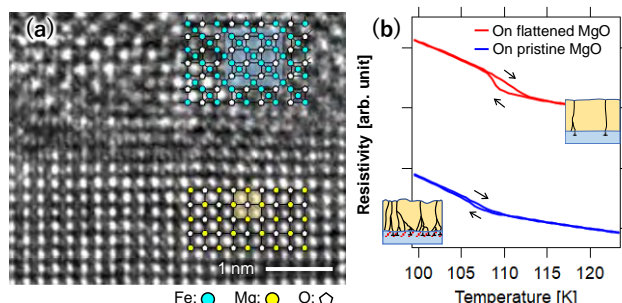 (a)
1 nm
Fe: Mg: O:
(b)
On flattened MgO
On pristine MgO
Resistivity [arb. unit]
100 105 110 115 120
Temperature [K]